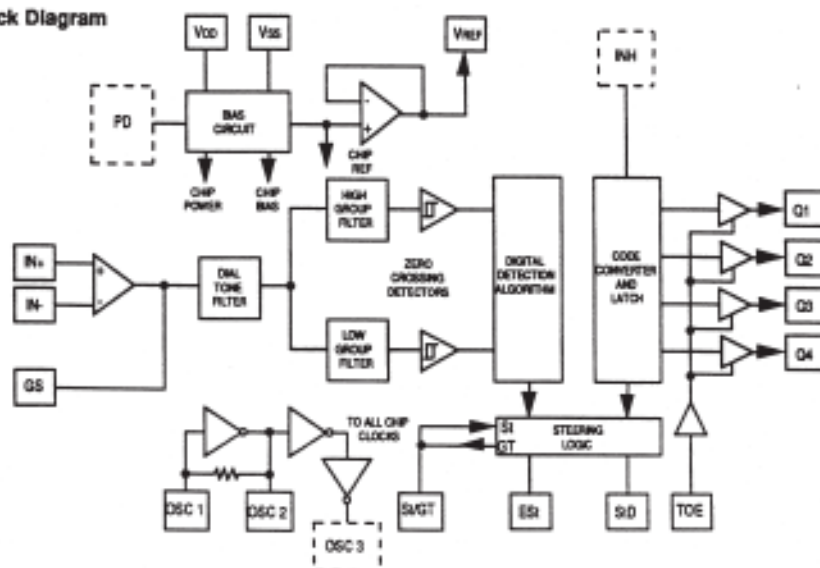 ck Diagram
VDD
VSS
VREF
INH
PD
BIAS
CIRCUIT
-
+
CHIP
REF
CHIP
POWER
CHIP
BIAS
HIGH
GROUP
FILTER
IN+
+
IN-
-
DIAL
TONE
FILTER
ZERO
CROSSING
DETECTORS
DIGITAL
DETECTION
ALGORITHM
CODE
CONVERTER
AND
LATCH
Q1
Q2
Q3
Q4
LOW
GROUP
FILTER
GS
TO ALL CHIP
CLOCKS
St
GT
STEERING
LOGIC
OSC 1
OSC 2
OSC 3
St/GT
ESt
StD
TOE